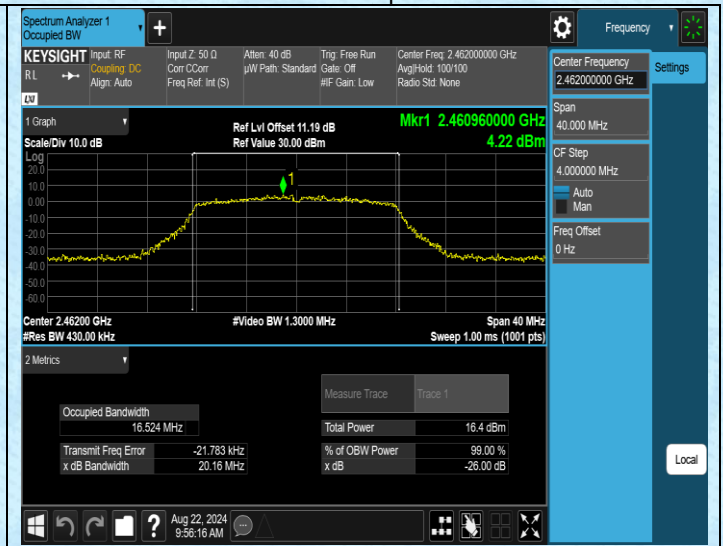 Spectrum Analyzer 1
Occupied BW
+
Frequency
KEYSIGHT
RL
LXI
Input: RF
Coupling: DC
Align: Auto
Input Z: 50 Ω
Corr CCorr
Freq Ref: Int (S)
Atten: 40 dB
µW Path: Standard
Trig: Free Run
Gate: Off
#IF Gain: Low
Center Freq: 2.462000000 GHz
Avg|Hold: 100/100
Radio Std: None
1 Graph
Scale/Div 10.0 dB
Ref Lvl Offset 11.19 dB
Ref Value 30.00 dBm
Mkr1 2.460960000 GHz
4.22 dBm
Log
20.0
10.0
0.00
-10.0
-20.0
-30.0
-40.0
-50.0
-60.0
1
Center 2.46200 GHz
#Res BW 430.00 kHz
#Video BW 1.3000 MHz
Span 40 MHz
Sweep 1.00 ms (1001 pts)
2 Metrics
Measure Trace
Trace 1
Occupied Bandwidth
16.524 MHz
Total Power
16.4 dBm
Transmit Freq Error
-21.783 kHz
% of OBW Power
99.00 %
x dB Bandwidth
20.16 MHz
x dB
-26.00 dB
Center Frequency
2.462000000 GHz
Settings
Span
40.000 MHz
CF Step
4.000000 MHz
Auto
Man
Freq Offset
0 Hz
Local
?
Aug 22, 2024
9:56:16 AM